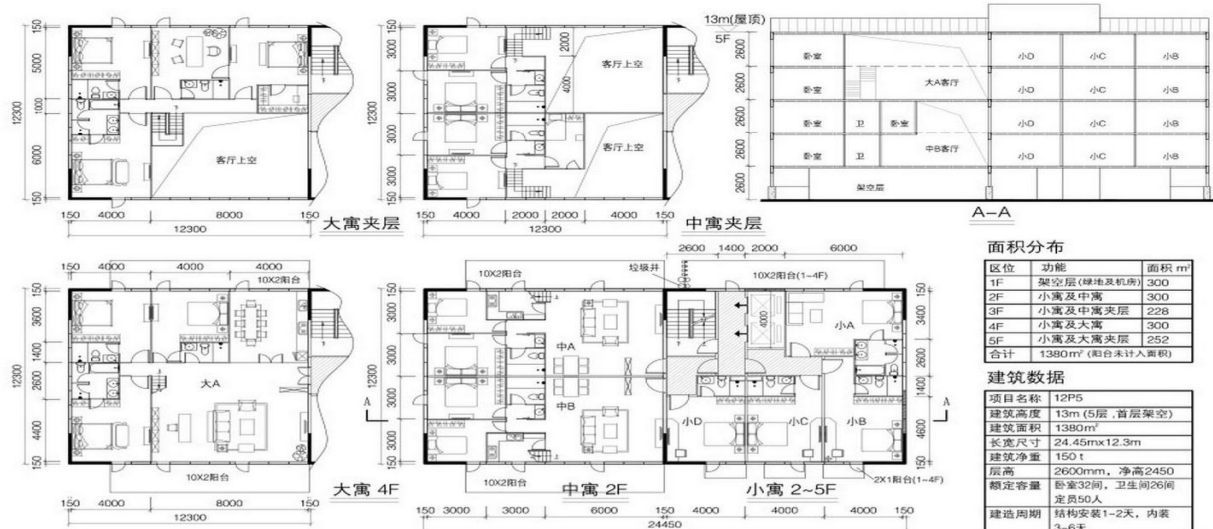 150 4000 8000 150
12300
150 5000 1000 6000 150
12300
客厅上空
大寓夹层
150 3000 3000 3000 3000 150
12300
2000
4000
客厅上空
客厅上空
150 4000 2000 2000 4000 150
12300
中寓夹层
13m(屋顶)
5F
2600
2600
2600
2600
2600
卧室 小D 小C 小B
卧室 大A客厅 小D 小C 小B
卧室 卫 卧室 小D 小C 小B
卧室 卫 中B客厅 小D 小C 小B
架空层
A-A
150 4000 4000 4000 150
10X2阳台
150 3600 1400 2600 4400 150
12300
大A
10X2阳台
150 4000 8000 150
12300
大寓 4F
10X2阳台
垃圾井
2600 1400 2000 6000
10X2阳台(1~4F)
4000
小A
中A
中B
A A
小D 小C 小B
150 3000 3000 3000 3000 150
12300
150 3400 2600 1400 4600 150
12300
10X2阳台
2X1阳台(1~4F)
中寓 2F
小寓 2~5F
150 3000 3000 6000 4000 4000 4000 150
24450
面积分布
区位 功能 面积 m²
1F 架空层(绿地及机房) 300
2F 小寓及中寓 300
3F 小寓及中寓夹层 228
4F 小寓及大寓 300
5F 小寓及大寓夹层 252
合计 1380m² (阳台未计入面积)
建筑数据
项目名称 12P5
建筑高度 13m (5层,首层架空)
建筑面积 1380m²
长宽尺寸 24.45mx12.3m
建筑净重 150 t
层高 2600mm, 净高2450
额定容量 卧室32间, 卫生间26间
定员50人
建造周期 结构安装1~2天, 内装
3~6天